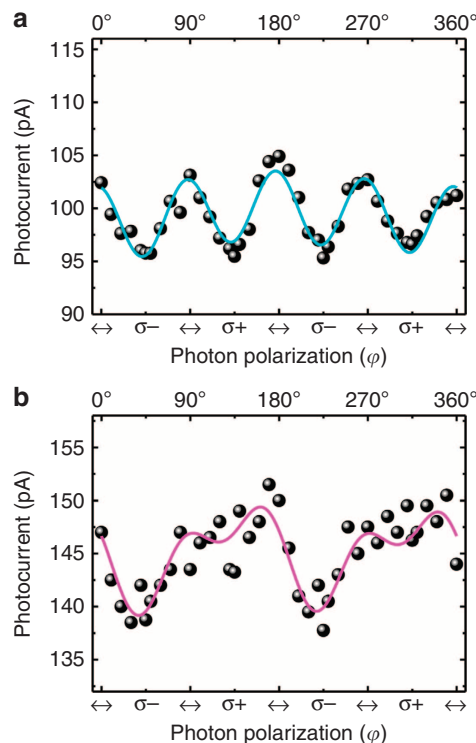 a
0° 90° 180° 270° 360°
115
110
105
100
95
90
Photocurrent (pA)
↔ σ− ↔ σ+ ↔ σ− ↔ σ+ ↔
Photon polarization (φ)
b
0° 90° 180° 270° 360°
155
150
145
140
135
Photocurrent (pA)
↔ σ− ↔ σ+ ↔ σ− ↔ σ+ ↔
Photon polarization (φ)